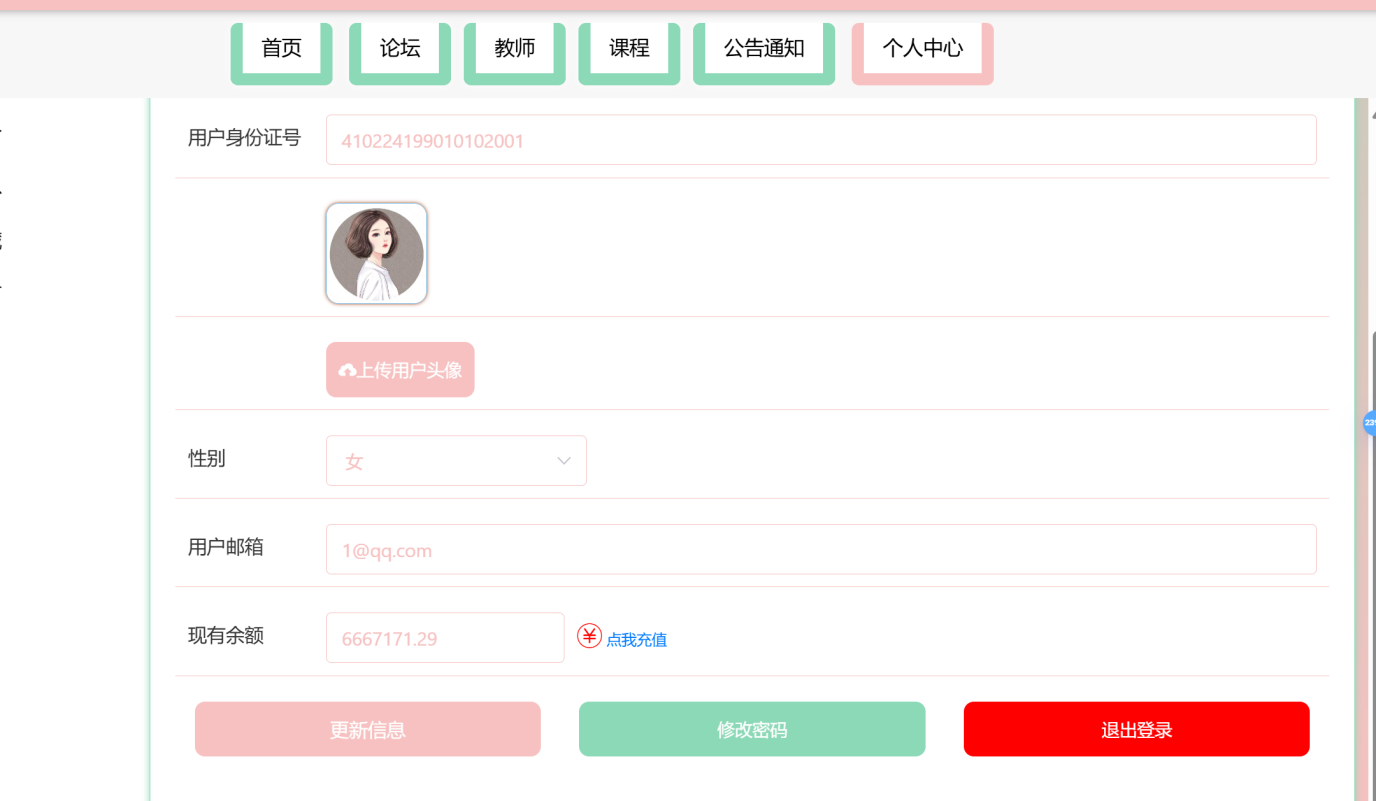 首页 论坛 教师 课程 公告通知 个人中心
用户身份证号 410224199010102001
上传用户头像
性别 女
用户邮箱 1@qq.com
现有余额 6667171.29 点我充值
更新信息 修改密码 退出登录